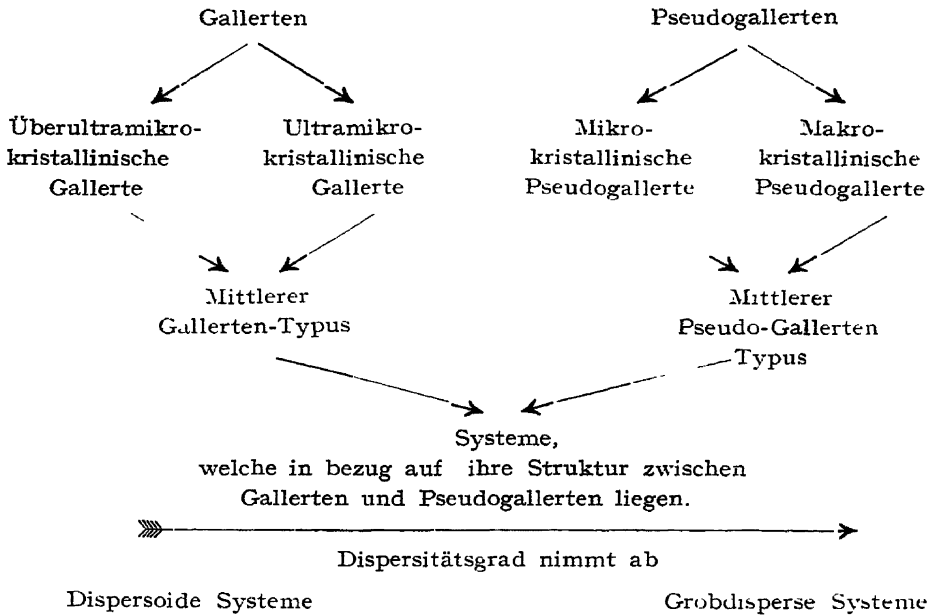 Gallerten
Pseudogallerten
Überultramikro-
kristallinische
Gallerte
Ultramikro-
kristallinische
Gallerte
Mikro-
kristallinische
Pseudogallerte
Makro-
kristallinische
Pseudogallerte
Mittlerer
Gallerten-Typus
Mittlerer
Pseudo-Gallerten
Typus
Systeme,
welche in bezug auf ihre Struktur zwischen
Gallerten und Pseudogallerten liegen.
Dispersitätsgrad nimmt ab
Dispersoide Systeme
Grobdisperse Systeme